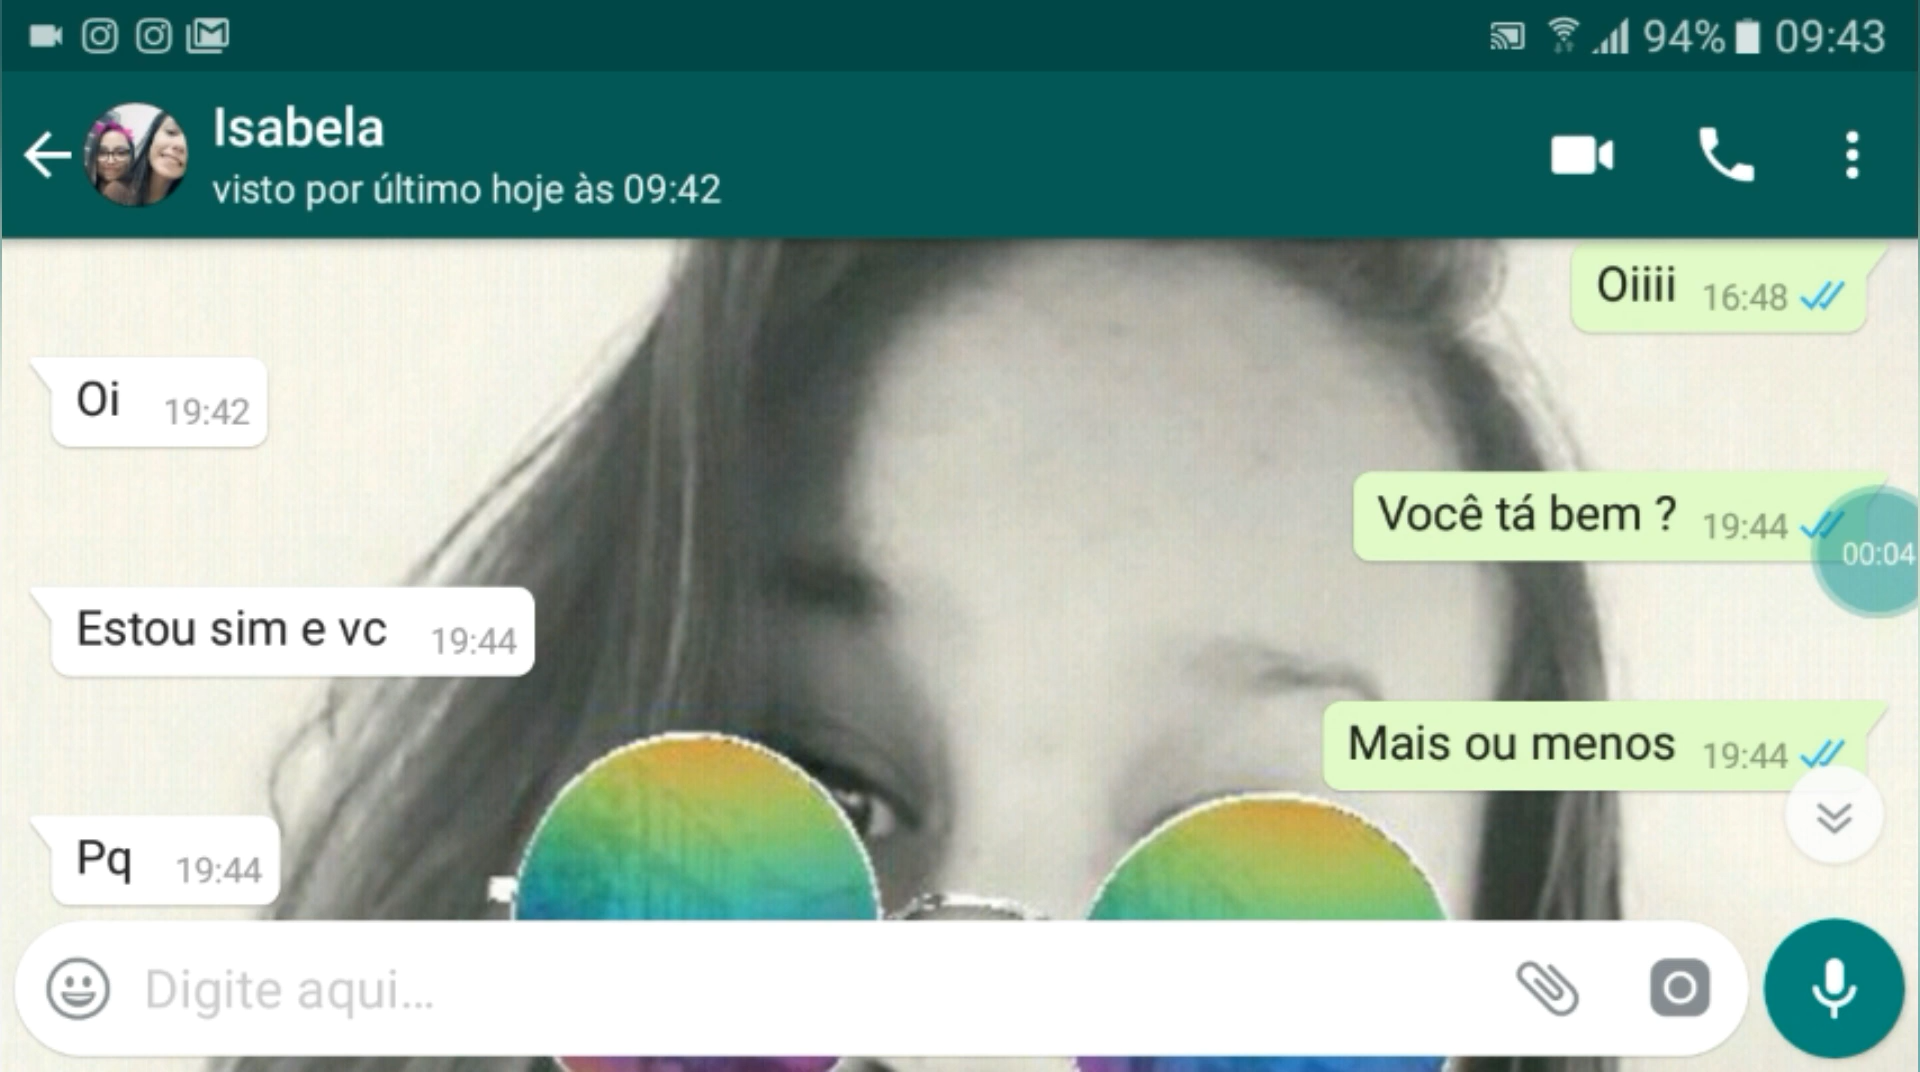 94% 09:43
Isabela
visto por último hoje às 09:42
Oiiii 16:48
Oi 19:42
Você tá bem ? 19:44
00:04
Estou sim e vc 19:44
Mais ou menos 19:44
Pq 19:44
Digite aqui...